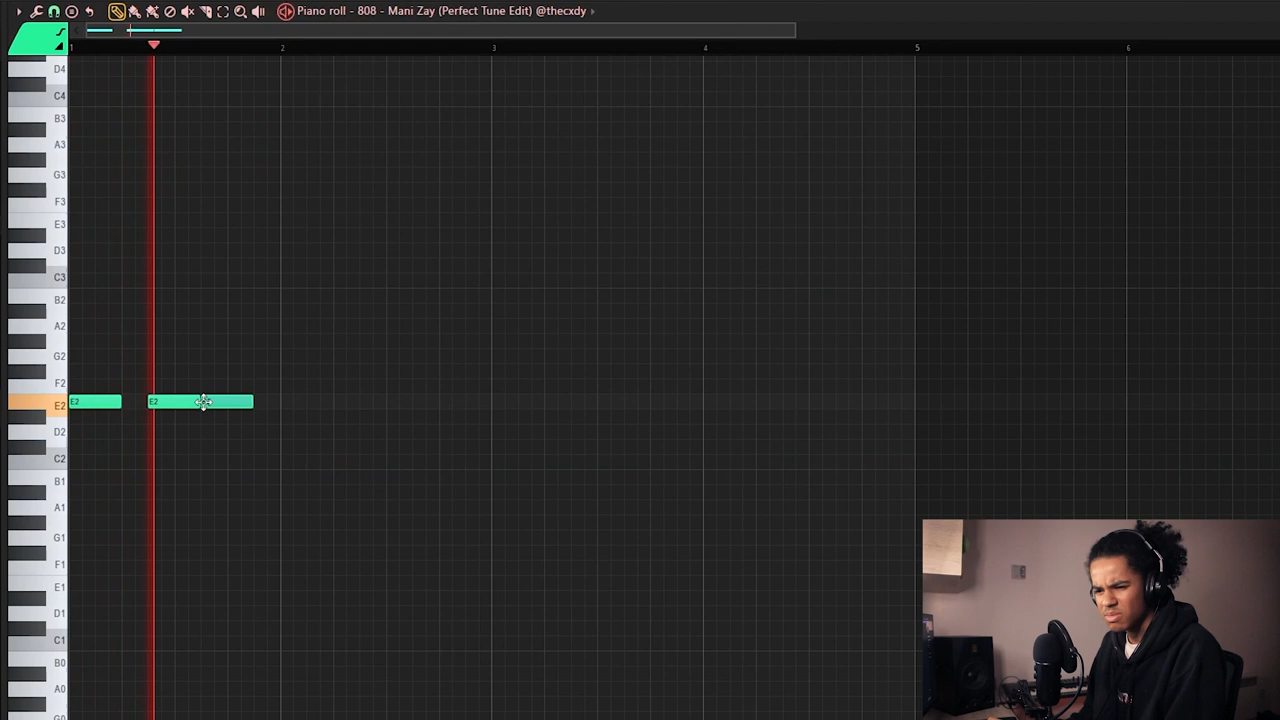 Piano roll - 808 - Mani Zay (Perfect Tune Edit) @thecxdy
1 2 3 4 5 6
D4
C4
B3
A3
G3
F3
E3
D3
C3
B2
A2
G2
F2
E2 E2 E2
D2
C2
B1
A1
G1
F1
E1
D1
C1
B0
A0
G0